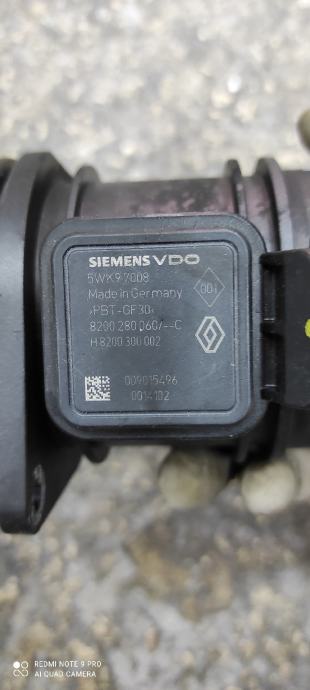 SIEMENS VDO
5WK9 7008
Made in Germany
001
›PBT-GF30‹
8200 280 060/--C
H 8200 300 002
009015496
0014102
REDMI NOTE 9 PRO
AI QUAD CAMERA